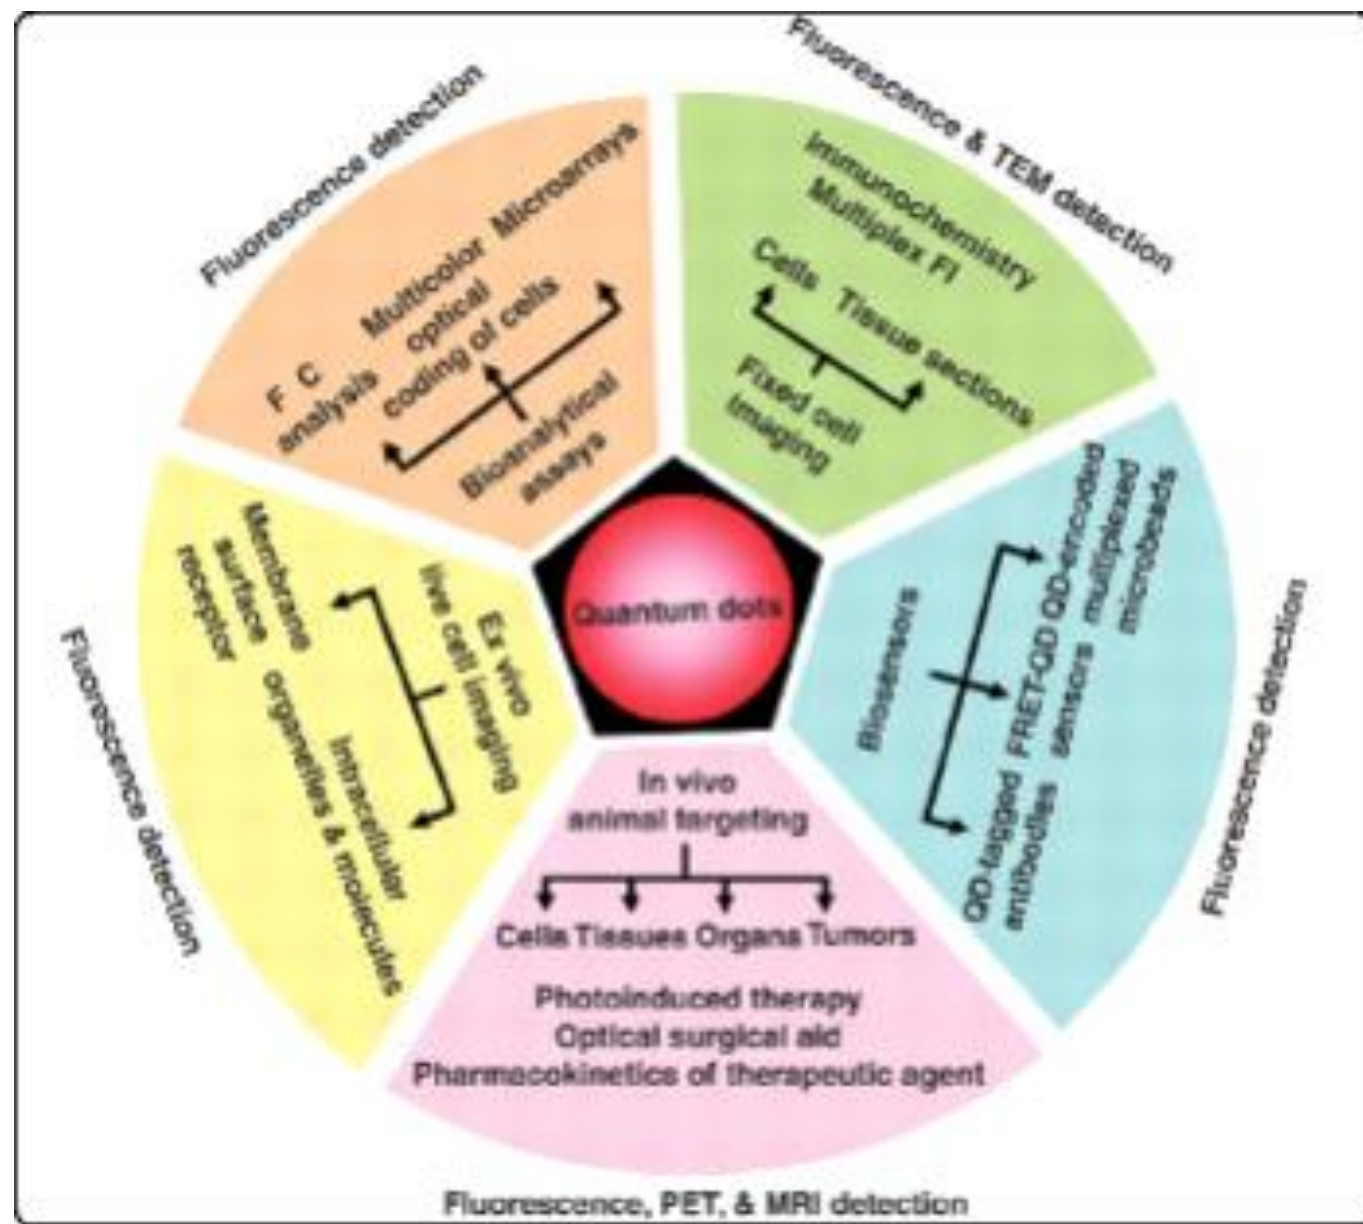 Fluorescence detection
F C
analysis
Multicolor
optical
coding of cells
Microarrays
Bioanalytical
assays
Fluorescence & TEM detection
Immunochemistry
Multiplex FI
Cells
Tissue sections
Fixed cell
Imaging
Fluorescence detection
Biosensors
QD-encoded
multiplexed
microbeads
FRET-QD
sensors
QD-tagged
antibodies
Quantum dots
Fluorescence detection
Membrane
surface
receptor
Ex vivo
live cell imaging
Intracellular
organelles & molecules
In vivo
animal targeting
Cells Tissues Organs Tumors
Photoinduced therapy
Optical surgical aid
Pharmacokinetics of therapeutic agent
Fluorescence, PET, & MRI detection